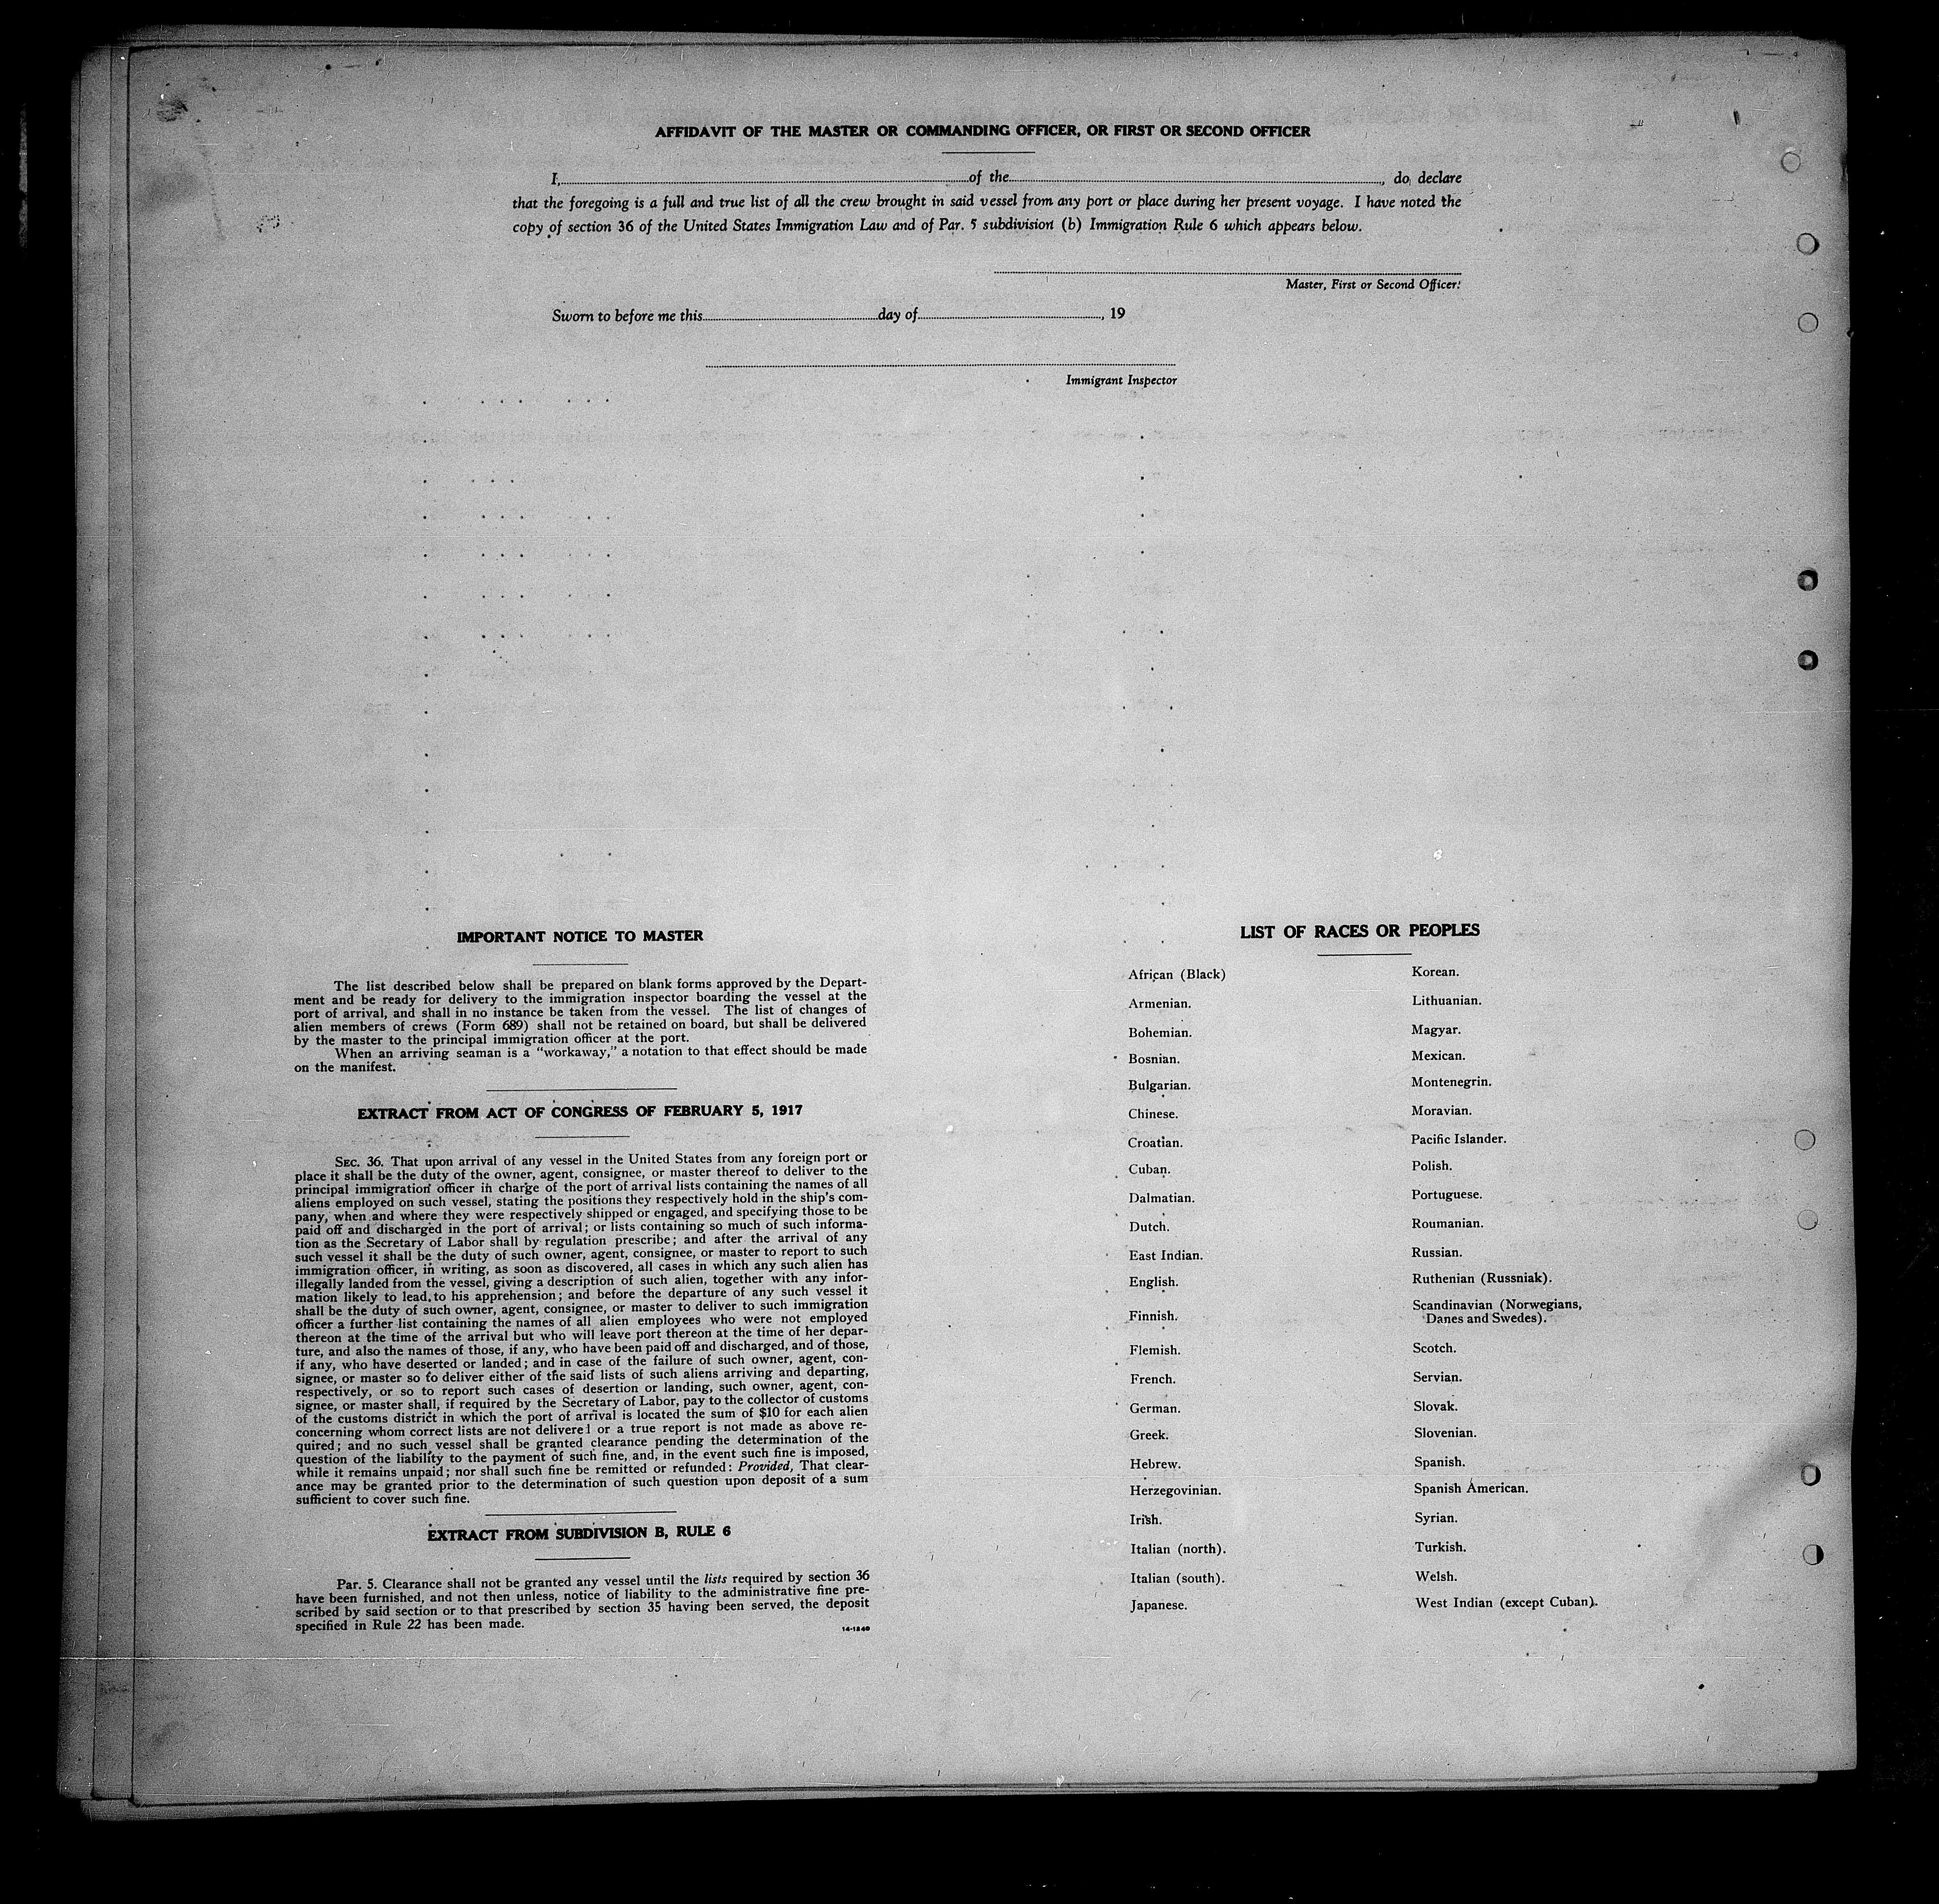 AFFIDAVIT OF THE MASTER OR COMMANDING OFFICER, OR FIRST OR SECOND OFFICER
I, of the , do declare
that the foregoing is a full and true list of all the crew brought in said vessel from any port or place during her present voyage. I have noted the
copy of section 36 of the United States Immigration Law and of Par. 5 subdivision (b) Immigration Rule 6 which appears below.
Master, First or Second Officer.
Sworn to before me this day of , 19
Immigrant Inspector
IMPORTANT NOTICE TO MASTER
The list described below shall be prepared on blank forms approved by the Depart-
ment and be ready for delivery to the immigration inspector boarding the vessel at the
port of arrival, and shall in no instance be taken from the vessel. The list of changes of
alien members of crews (Form 689) shall not be retained on board, but shall be delivered
by the master to the principal immigration officer at the port.
When an arriving seaman is a "workaway," a notation to that effect should be made
on the manifest.
EXTRACT FROM ACT OF CONGRESS OF FEBRUARY 5, 1917
SEC. 36. That upon arrival of any vessel in the United States from any foreign port or
place it shall be the duty of the owner, agent, consignee, or master thereof to deliver to the
principal immigration officer in charge of the port of arrival lists containing the names of all
aliens employed on such vessel, stating the positions they respectively hold in the ship's com-
pany, when and where they were respectively shipped or engaged, and specifying those to be
paid off and discharged in the port of arrival; or lists containing so much of such informa-
tion as the Secretary of Labor shall by regulation prescribe; and after the arrival of any
such vessel it shall be the duty of such owner, agent, consignee, or master to report to such
immigration officer, in writing, as soon as discovered, all cases in which any such alien has
illegally landed from the vessel, giving a description of such alien, together with any infor-
mation likely to lead to his apprehension; and before the departure of any such vessel it
shall be the duty of such owner, agent, consignee, or master to deliver to such immigration
officer a further list containing the names of all alien employees who were not employed
thereon at the time of the arrival but who will leave port thereon at the time of her depar-
ture, and also the names of those, if any, who have been paid off and discharged, and of those,
if any, who have deserted or landed; and in case of the failure of such owner, agent, con-
signee, or master so to deliver either of the said lists of such aliens arriving and departing,
respectively, or so to report such cases of desertion or landing, such owner, agent, con-
signee, or master shall, if required by the Secretary of Labor, pay to the collector of customs
of the customs district in which the port of arrival is located the sum of $10 for each alien
concerning whom correct lists are not delivered or a true report is not made as above re-
quired; and no such vessel shall be granted clearance pending the determination of the
question of the liability to the payment of such fine, and, in the event such fine is imposed,
while it remains unpaid; nor shall such fine be remitted or refunded: Provided, That clear-
ance may be granted prior to the determination of such question upon deposit of a sum
sufficient to cover such fine.
EXTRACT FROM SUBDIVISION B, RULE 6
Par. 5. Clearance shall not be granted any vessel until the lists required by section 36
have been furnished, and not then unless, notice of liability to the administrative fine pre-
scribed by said section or to that prescribed by section 35 having been served, the deposit
specified in Rule 22 has been made.
14-1240
LIST OF RACES OR PEOPLES
African (Black)
Armenian.
Bohemian.
Bosnian.
Bulgarian.
Chinese.
Croatian.
Cuban.
Dalmatian.
Dutch.
East Indian.
English.
Finnish.
Flemish.
French.
German.
Greek.
Hebrew.
Herzegovinian.
Irish.
Italian (north).
Italian (south).
Japanese.
Korean.
Lithuanian.
Magyar.
Mexican.
Montenegrin.
Moravian.
Pacific Islander.
Polish.
Portuguese.
Roumanian.
Russian.
Ruthenian (Russniak).
Scandinavian (Norwegians,
Danes and Swedes).
Scotch.
Servian.
Slovak.
Slovenian.
Spanish.
Spanish American.
Syrian.
Turkish.
Welsh.
West Indian (except Cuban).